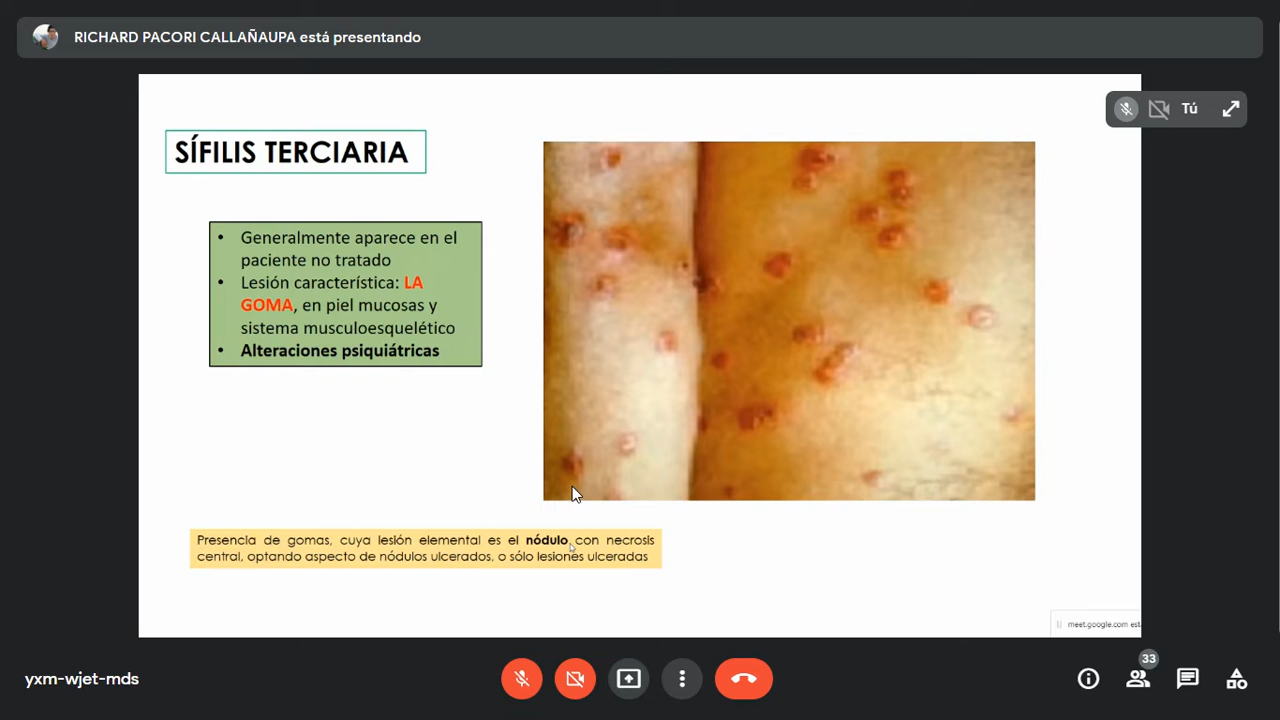 RICHARD PACORI CALLAÑAUPA está presentando
Tú
SÍFILIS TERCIARIA
• Generalmente aparece en el
paciente no tratado
• Lesión característica: LA
GOMA, en piel mucosas y
sistema musculoesquelético
• Alteraciones psiquiátricas
Presencia de gomas, cuya lesión elemental es el nódulo con necrosis
central, optando aspecto de nódulos ulcerados, o sólo lesiones ulceradas
meet.google.com est
33
yxm-wjet-mds